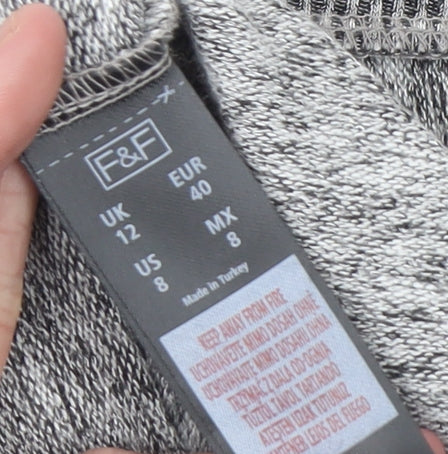 F&F
UK EUR
12 40
US MX
8 8
Made in Turkey
KEEP AWAY FROM FIRE
UCHOVÁVEJTE MIMO DOSAH OHNĚ
UCHOVÁVAJTE MIMO DOSAHU OHŇA
TRZYMAĆ Z DALA OD OGNIA
TŰZTŐL TÁVOL TARTANDÓ
ATEŞTEN UZAK TUTUNUZ
MANTENER LEJOS DEL FUEGO